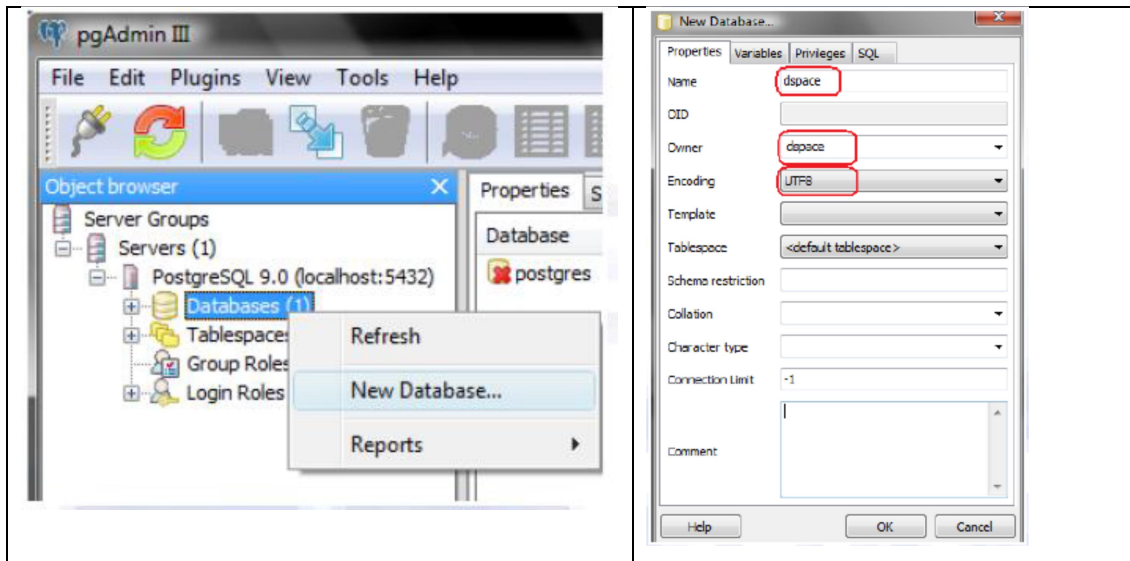 pgAdmin III
File Edit Plugins View Tools Help
Object browser
Server Groups
Servers (1)
PostgreSQL 9.0 (localhost:5432)
Databases (1)
Tablespaces
Group Roles
Login Roles
Refresh
New Database...
Reports
Properties S
Database
postgres
New Database...
Properties Variables Privileges SQL
Name dspace
OID
Owner dspace
Encoding UTF8
Template
Tablespace <default tablespace>
Schema restriction
Collation
Character type
Connection Limit -1
Comment
Help OK Cancel